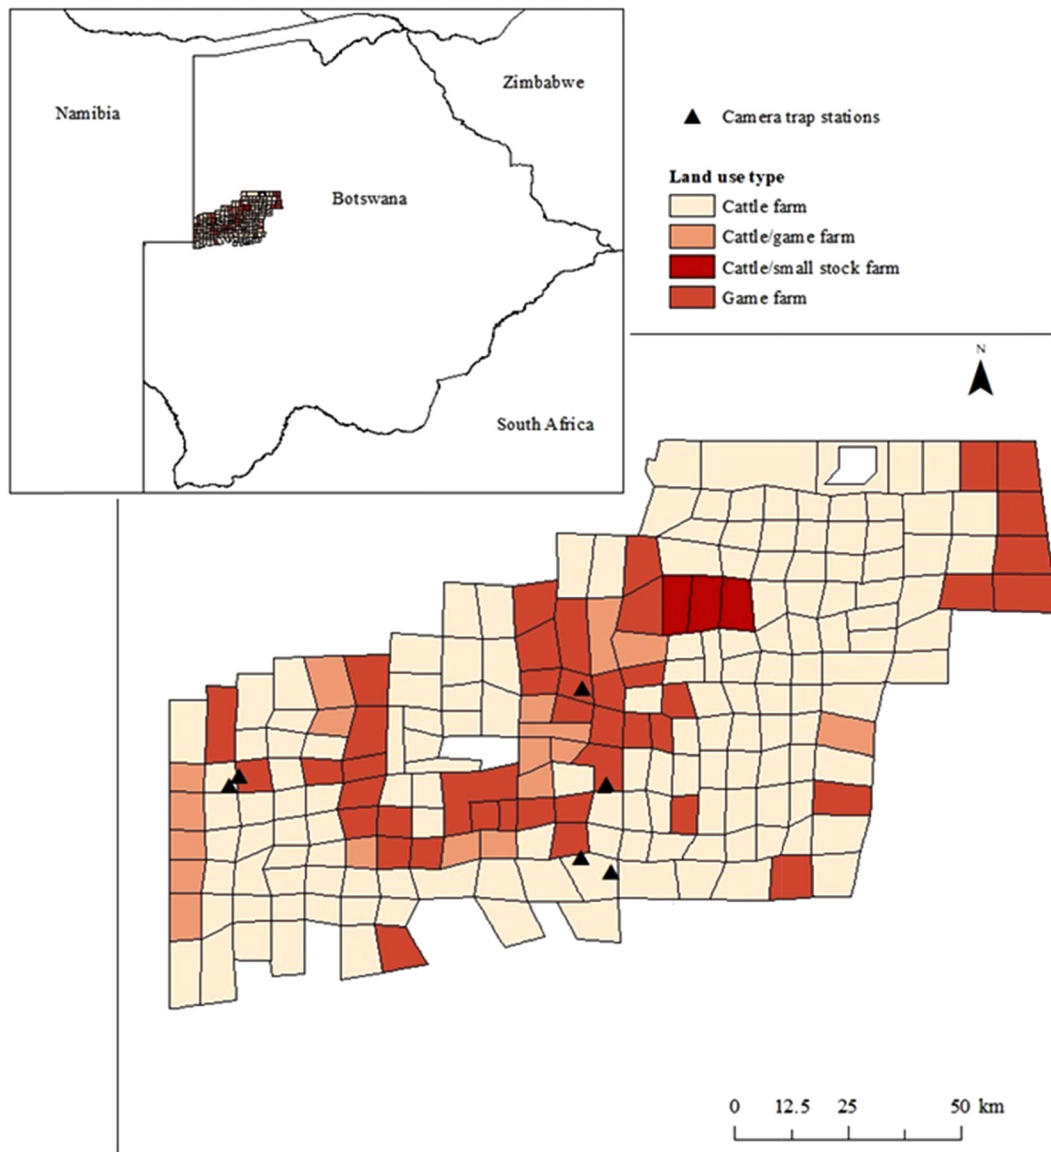 Namibia
Zimbabwe
Botswana
South Africa
Camera trap stations
Land use type
Cattle farm
Cattle/game farm
Cattle/small stock farm
Game farm
N
0 12.5 25 50 km